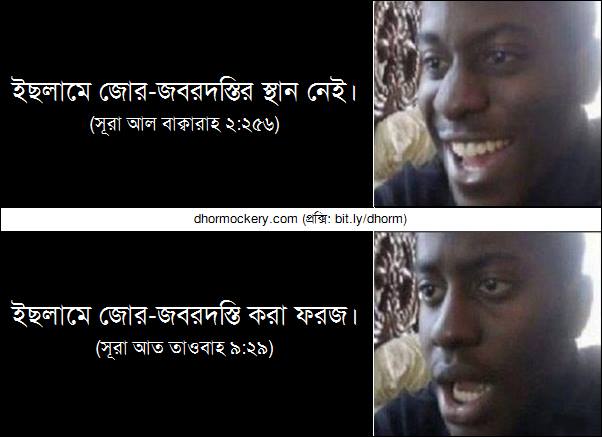 ইছলামে জোর-জবরদস্তির স্থান নেই।
(সূরা আল বাক্বারাহ ২:২৫৬)
dhormockery.com (প্রক্সি: bit.ly/dhorm)
ইছলামে জোর-জবরদস্তি করা ফরজ।
(সূরা আত তাওবাহ ৯:২৯)